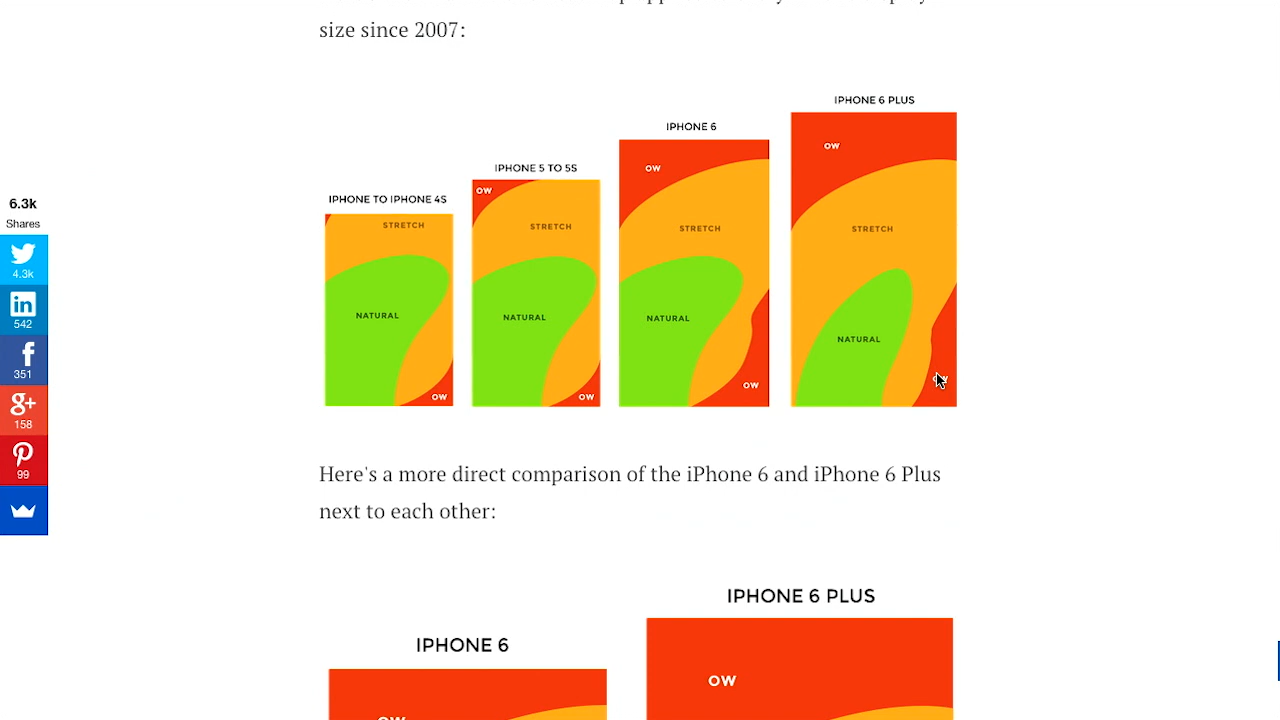 size since 2007:
IPHONE 6 PLUS
OW
IPHONE 6
OW
IPHONE 5 TO 5S
OW
IPHONE TO IPHONE 4S
STRETCH
STRETCH
STRETCH
STRETCH
NATURAL
NATURAL
NATURAL
NATURAL
OW
OW
OW
6.3k
Shares
4.3k
in
542
f
351
g+
158
99
Here's a more direct comparison of the iPhone 6 and iPhone 6 Plus
next to each other:
IPHONE 6 PLUS
OW
IPHONE 6
OW